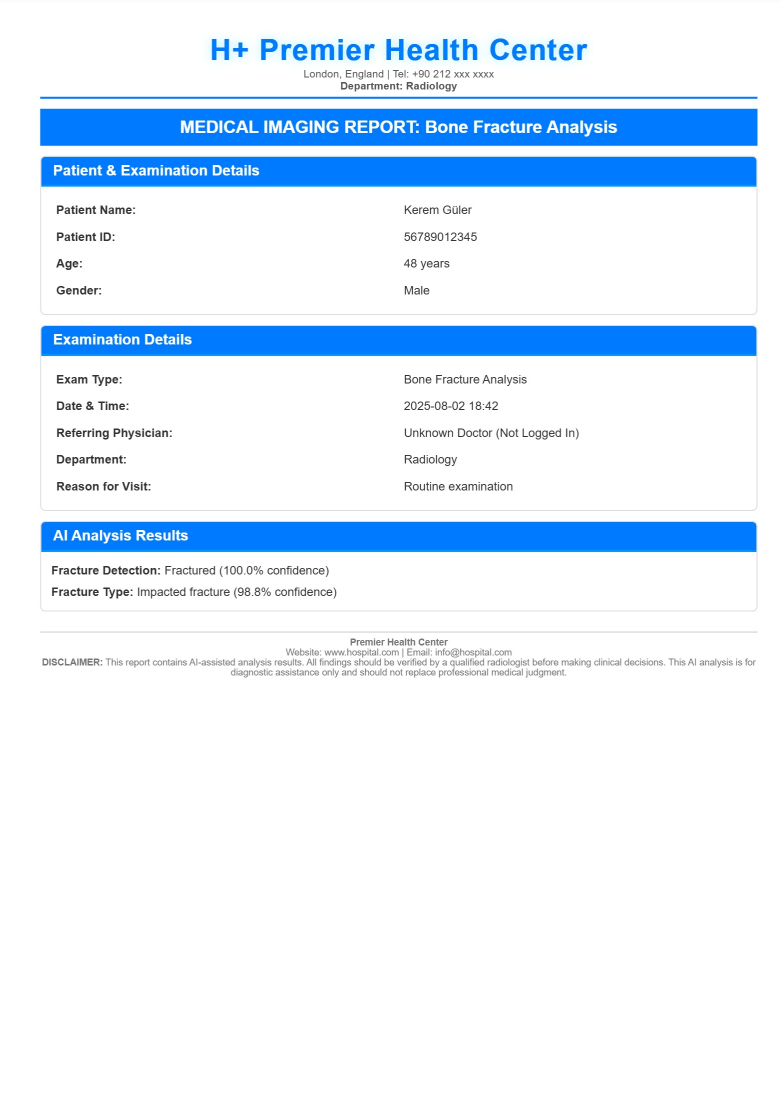 H+ Premier Health Center
London, England | Tel: +90 212 xxx xxxx
Department: Radiology
MEDICAL IMAGING REPORT: Bone Fracture Analysis
Patient & Examination Details
Patient Name: Kerem Güler
Patient ID: 56789012345
Age: 48 years
Gender: Male
Examination Details
Exam Type: Bone Fracture Analysis
Date & Time: 2025-08-02 18:42
Referring Physician: Unknown Doctor (Not Logged In)
Department: Radiology
Reason for Visit: Routine examination
AI Analysis Results
Fracture Detection: Fractured (100.0% confidence)
Fracture Type: Impacted fracture (98.8% confidence)
Premier Health Center
Website: www.hospital.com | Email: info@hospital.com
DISCLAIMER: This report contains AI-assisted analysis results. All findings should be verified by a qualified radiologist before making clinical decisions. This AI analysis is for
diagnostic assistance only and should not replace professional medical judgment.